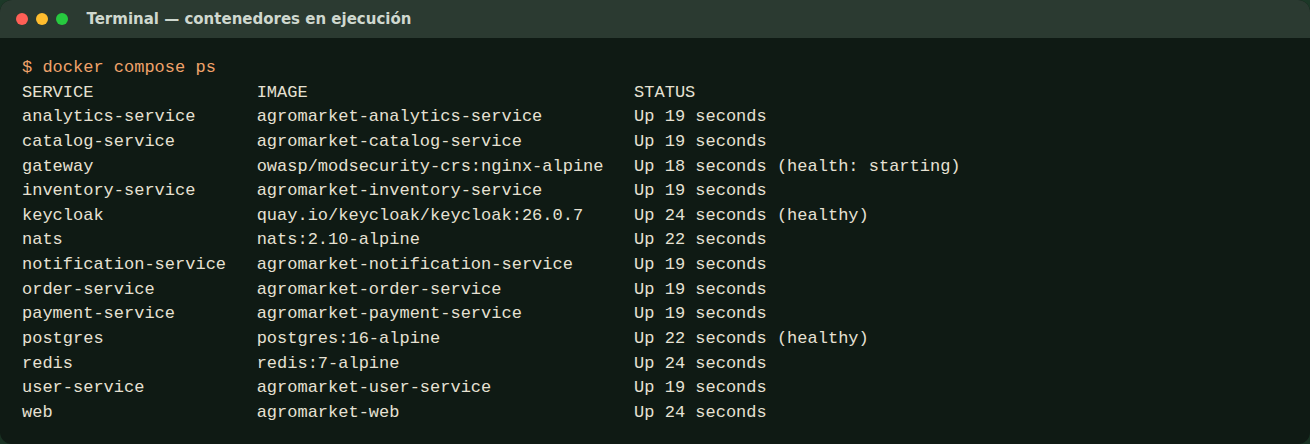 Terminal — contenedores en ejecución
$ docker compose ps
SERVICE IMAGE STATUS
analytics-service agromarket-analytics-service Up 19 seconds
catalog-service agromarket-catalog-service Up 19 seconds
gateway owasp/modsecurity-crs:nginx-alpine Up 18 seconds (health: starting)
inventory-service agromarket-inventory-service Up 19 seconds
keycloak quay.io/keycloak/keycloak:26.0.7 Up 24 seconds (healthy)
nats nats:2.10-alpine Up 22 seconds
notification-service agromarket-notification-service Up 19 seconds
order-service agromarket-order-service Up 19 seconds
payment-service agromarket-payment-service Up 19 seconds
postgres postgres:16-alpine Up 22 seconds (healthy)
redis redis:7-alpine Up 24 seconds
user-service agromarket-user-service Up 19 seconds
web agromarket-web Up 24 seconds